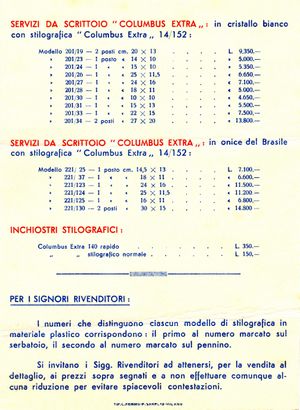 SERVIZI DA SCRITTOIO “COLUMBUS EXTRA„: in cristallo bianco
con stilografica “Columbus Extra„ 14/152:
Modello 201/19 — 2 posti cm. 20 × 13 . . . . L. 9.350.—
» 201/23 — 1 posto « 14 × 10 . . . . « 5.000.—
» 201/24 — 1 « « 15 × 10 . . . . « 5.350.—
» 201/26 — 1 « « 25 × 11,5 . . . . « 6.650.—
» 201/27 — 1 « « 24 × 16 . . . . « 7.100.—
» 201/28 — 1 « « 18 × 11 . . . . « 5.000.—
» 201/30 — 1 « « 16 × 10 . . . . « 4.650.—
» 201/31 — 1 « « 18 × 10 . . . . « 5.500.—
» 201/33 — 1 « « 22 × 15 . . . . « 7.500.—
» 201/34 — 2 posti « 27 × 20 . . . . « 13.800.—
SERVIZI DA SCRITTOIO “COLUMBUS EXTRA„: in onice del Brasile
con stilografica “Columbus Extra„ 14/152:
Modello 221/ 25 — 1 posto cm. 14,5 × 13 . . . . L. 7.100.—
» 221/ 37 — 1 « « 18 × 11 . . . . « 6.600.—
» 221/123 — 1 « « 24 × 16 . . . . « 11.500.—
» 221/124 — 1 « « 25 × 11,5 . . . . « 11.200.—
» 221/125 — 1 « « 18 × 11 . . . . « 6.800.—
» 221/130 — 2 posti « 30 × 15 . . . . « 14.800.—
INCHIOSTRI STILOGRAFICI:
Columbus Extra 140 rapido . . . . . . L. 350.—
„ „ stilografico normale . . . . . L. 150.—
PER I SIGNORI RIVENDITORI:
I numeri che distinguono ciascun modello di stilografica in
materiale plastico corrispondono: il primo al numero marcato sul
serbatoio, il secondo al numero marcato sul pennino.
Si invitano i Sigg. Rivenditori ad attenersi, per la vendita al
dettaglio, ai prezzi sopra segnati e a non effettuare comunque al-
cuna riduzione per evitare spiacevoli contestazioni.